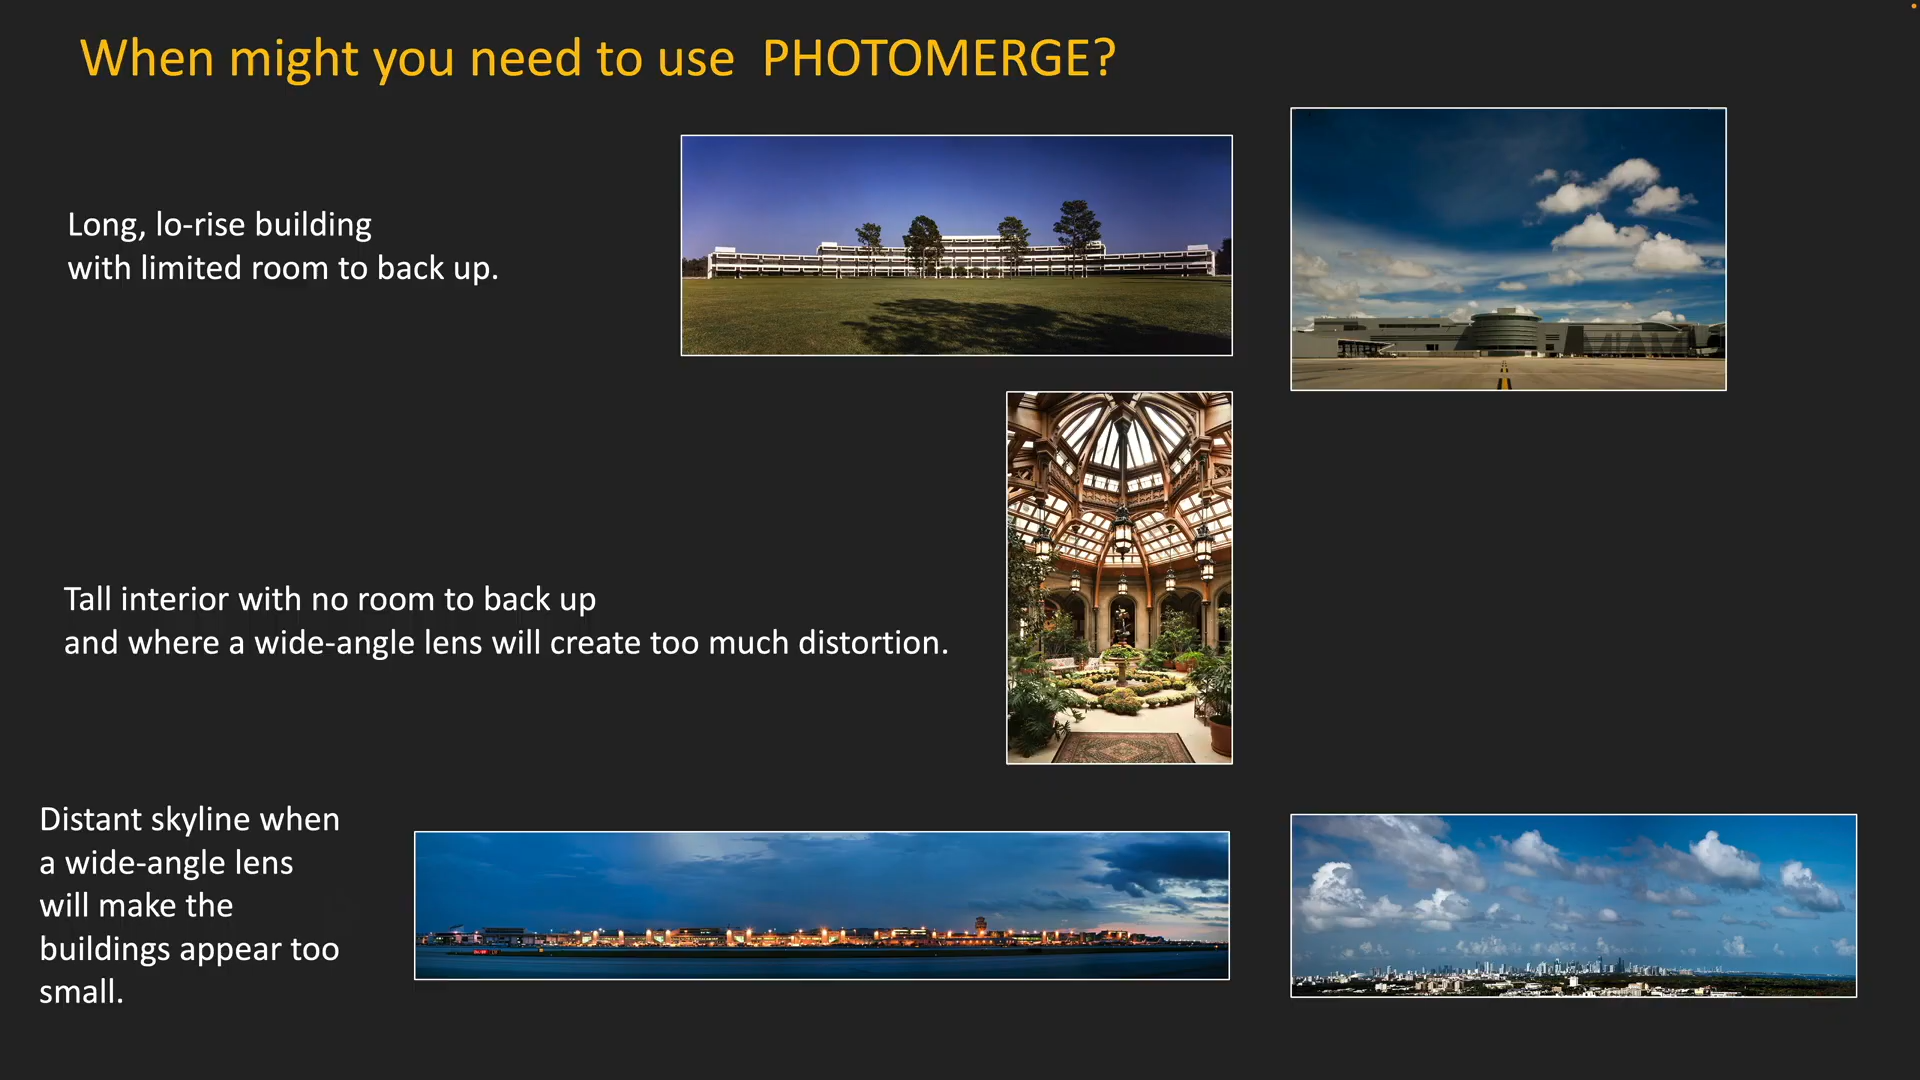 When might you need to use PHOTOMERGE?
Long, lo-rise building
with limited room to back up.
MIAMI
Tall interior with no room to back up
and where a wide-angle lens will create too much distortion.
Distant skyline when
a wide-angle lens
will make the
buildings appear too
small.